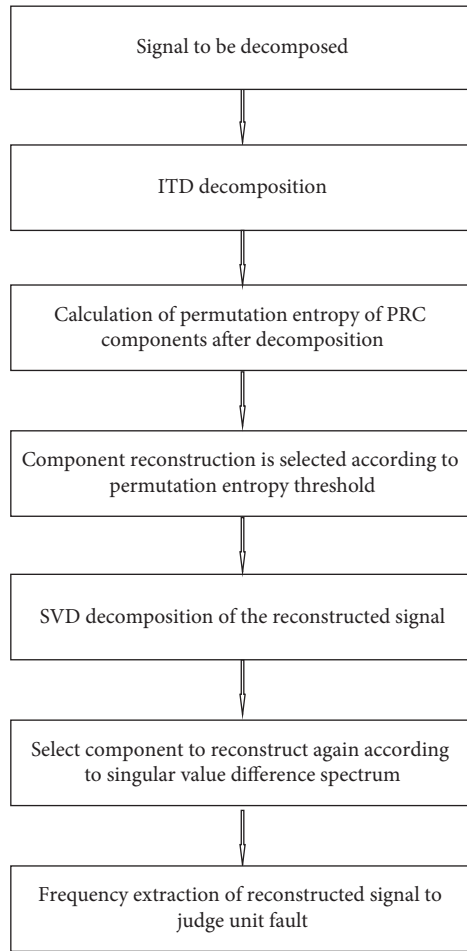 Signal to be decomposed
ITD decomposition
Calculation of permutation entropy of PRC
components after decomposition
Component reconstruction is selected according to
permutation entropy threshold
SVD decomposition of the reconstructed signal
Select component to reconstruct again according
to singular value difference spectrum
Frequency extraction of reconstructed signal to
judge unit fault